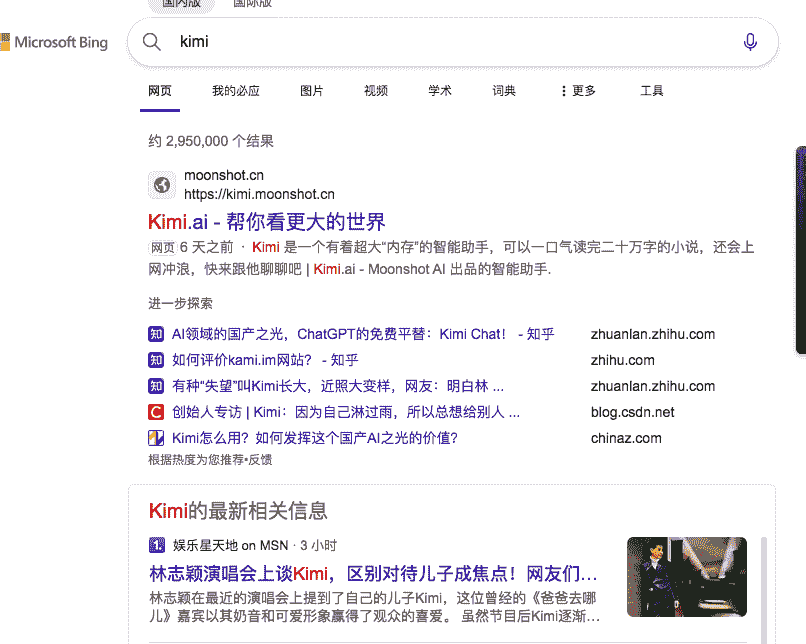 国内版 国际版
Microsoft Bing
kimi
网页 我的必应 图片 视频 学术 词典 更多 工具
约 2,950,000 个结果
moonshot.cn
https://kimi.moonshot.cn
Kimi.ai - 帮你看更大的世界
网页 6 天之前 · Kimi 是一个有着超大“内存”的智能助手，可以一口气读完二十万字的小说，还会上
网冲浪，快来跟他聊聊吧 | Kimi.ai - Moonshot AI 出品的智能助手.
进一步探索
知 AI领域的国产之光，ChatGPT的免费平替：Kimi Chat！ - 知乎 zhuanlan.zhihu.com
知 如何评价kami.im网站？ - 知乎 zhihu.com
知 有种“失望”叫Kimi长大，近照大变样，网友：明白林 ... zhuanlan.zhihu.com
C 创始人专访 | Kimi：因为自己淋过雨，所以总想给别人 ... blog.csdn.net
Kimi怎么用？如何发挥这个国产AI之光的价值？ chinaz.com
根据热度为您推荐•反馈
Kimi的最新相关信息
1. 娱乐星天地 on MSN · 3 小时
林志颖演唱会上谈Kimi，区别对待儿子成焦点！网友们…
林志颖在最近的演唱会上提到了自己的儿子Kimi，这位曾经的《爸爸去哪
儿》嘉宾以其奶音和可爱形象赢得了观众的喜爱。 虽然节目后Kimi逐渐…